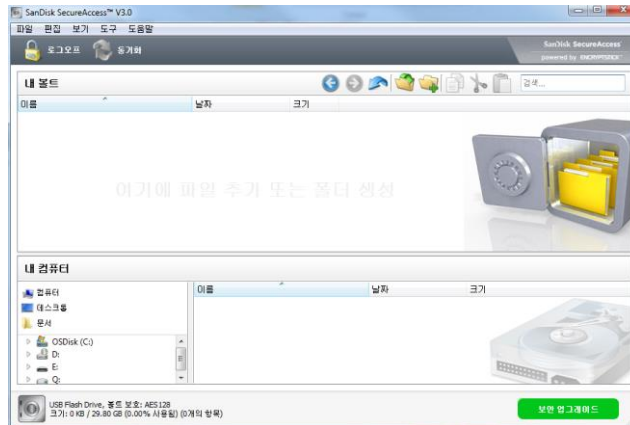 SanDisk SecureAccess™ V3.0
파일 편집 보기 도구 도움말
로그오프 동기화
SanDisk SecureAccess™
powered by ENCRYPTSTICK™
내 볼트
검색...
이름 날짜 크기
여기에 파일 추가 또는 폴더 생성
내 컴퓨터
컴퓨터
데스크톱
문서
OSDisk (C:)
D:
E:
Q:
이름 날짜 크기
USB Flash Drive, 볼트 보호: AES128
크기: 0 KB / 29.80 GB (0.00% 사용됨) (0개의 항목)
보안 업그레이드